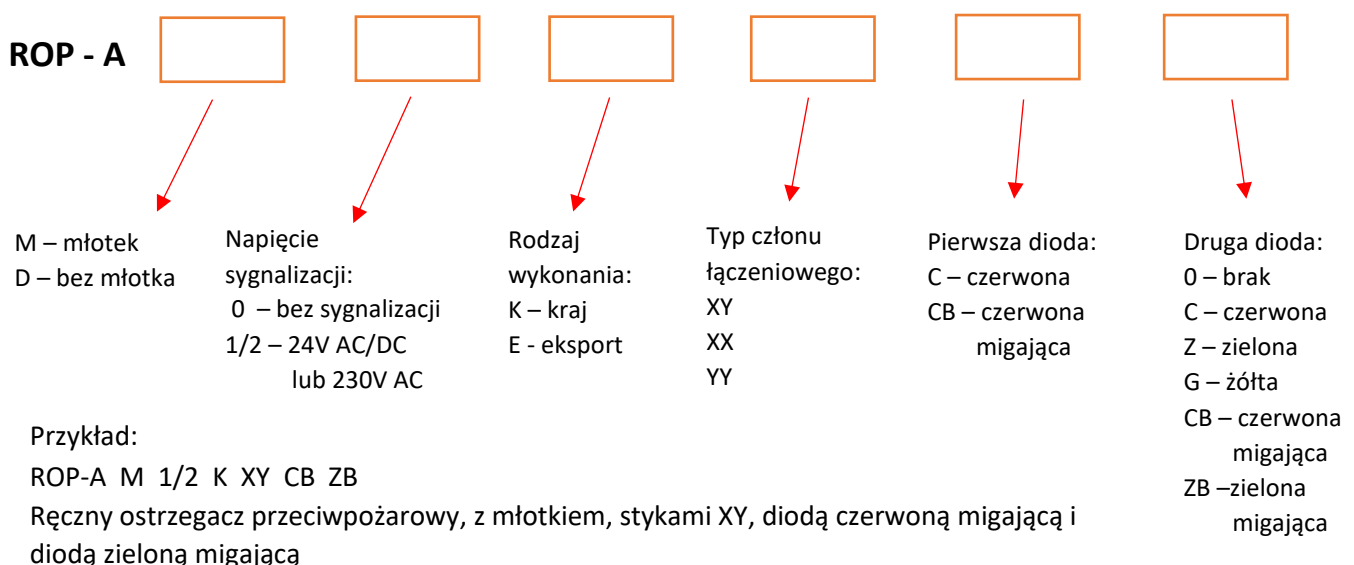 ROP - A
M – młotek
D – bez młotka
Napięcie
sygnalizacji:
0 – bez sygnalizacji
1/2 – 24V AC/DC
lub 230V AC
Rodzaj
wykonania:
K – kraj
E - eksport
Typ członu
łączeniowego:
XY
XX
YY
Pierwsza dioda:
C – czerwona
CB – czerwona
migająca
Druga dioda:
0 – brak
C – czerwona
Z – zielona
G – żółta
CB – czerwona
migająca
ZB –zielona
migająca
Przykład:
ROP-A M 1/2 K XY CB ZB
Ręczny ostrzegacz przeciwpożarowy, z młotkiem, stykami XY, diodą czerwoną migającą i
diodą zieloną migającą